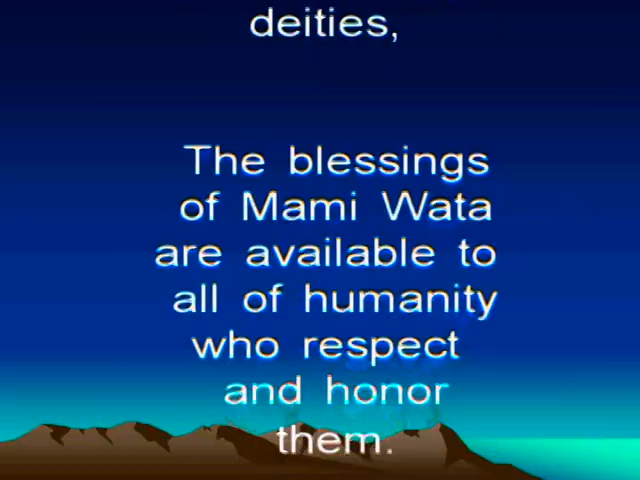 deities,
The blessings
of Mami Wata
are available to
all of humanity
who respect
and honor
them.